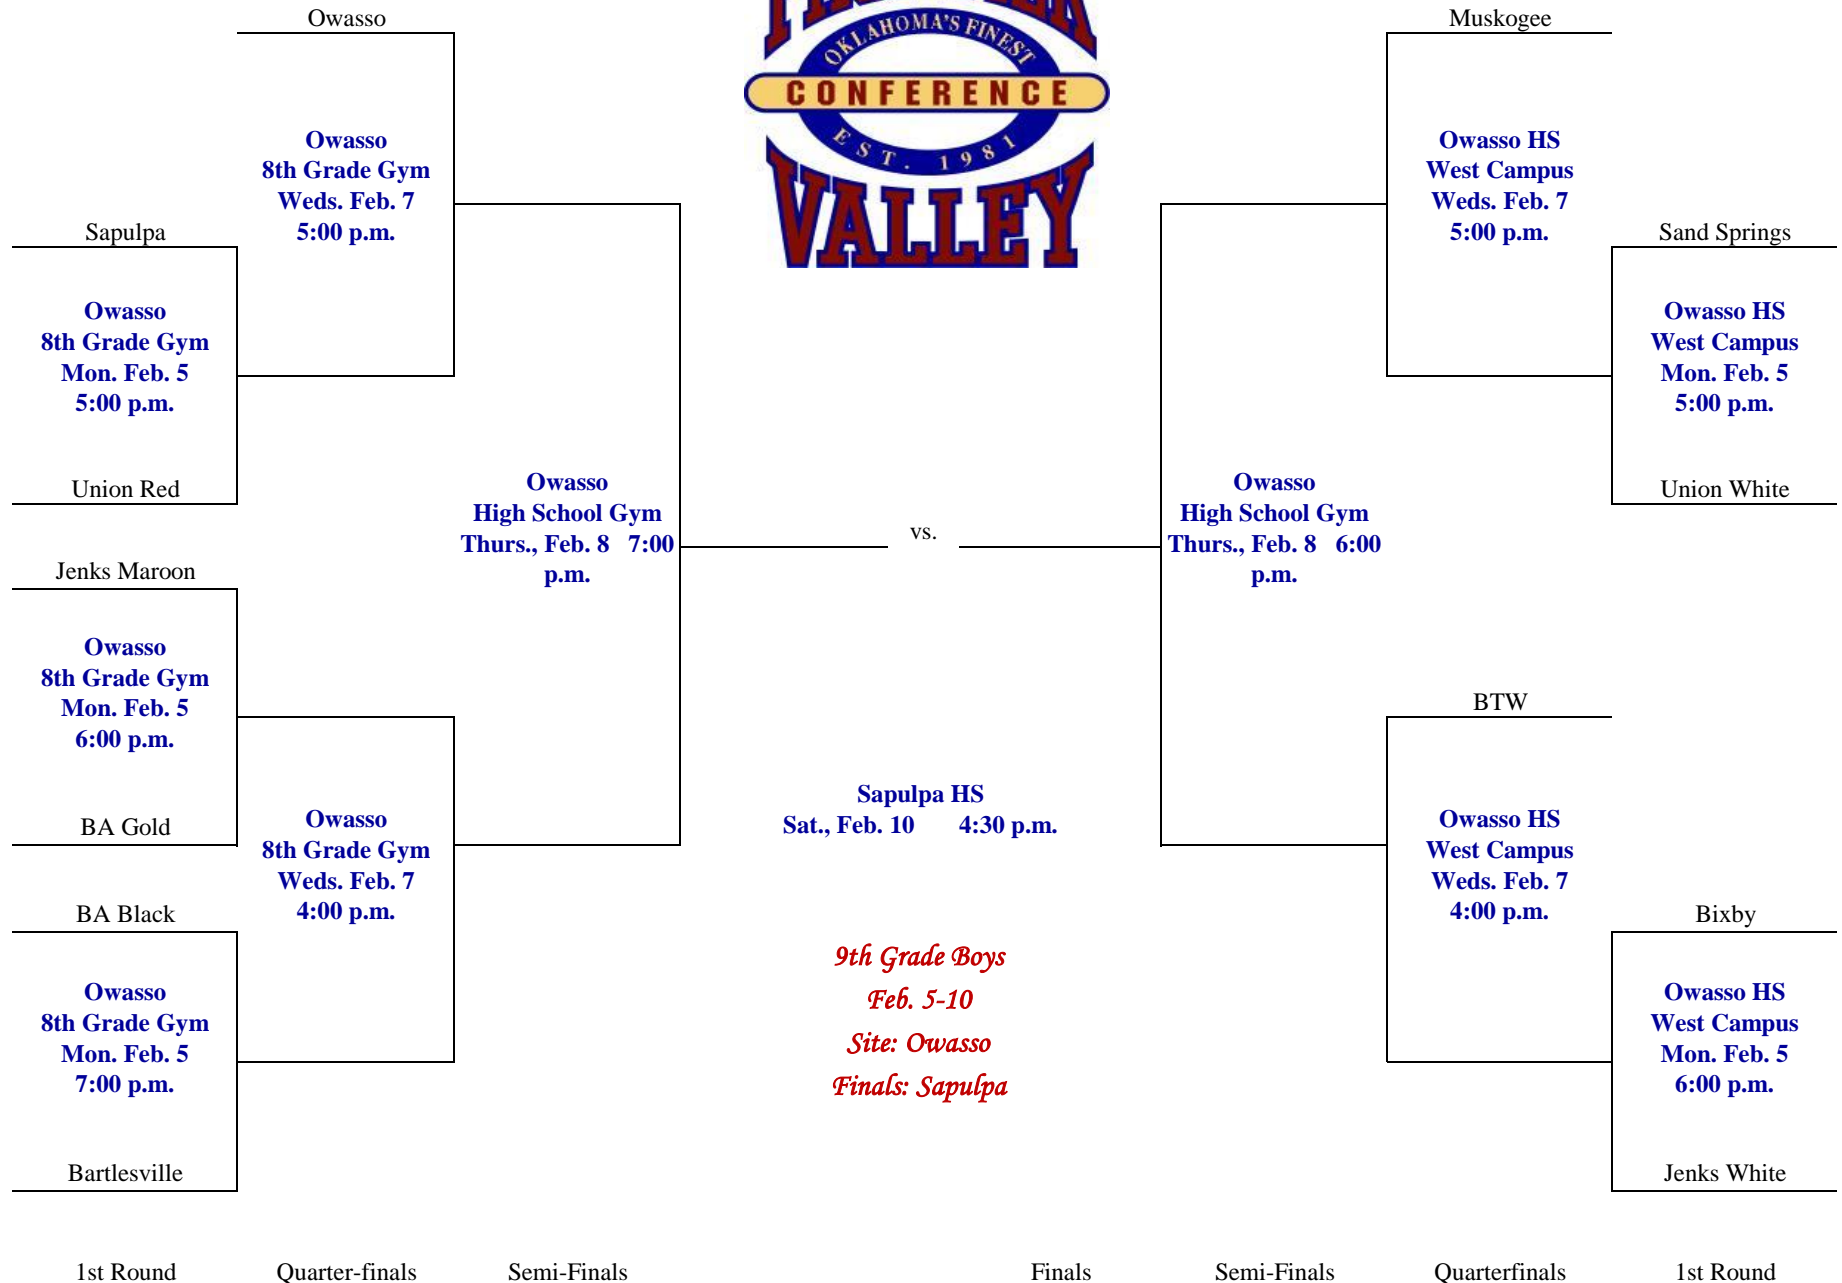 Owasso
Owasso
8th Grade Gym
Weds. Feb. 7
5:00 p.m.
Sapulpa
Owasso
8th Grade Gym
Mon. Feb. 5
5:00 p.m.
Union Red
Jenks Maroon
Owasso
8th Grade Gym
Mon. Feb. 5
6:00 p.m.
BA Gold
Owasso
8th Grade Gym
Weds. Feb. 7
4:00 p.m.
BA Black
Owasso
8th Grade Gym
Mon. Feb. 5
7:00 p.m.
Bartlesville
Owasso
High School Gym
Thurs., Feb. 8 7:00
p.m.
OKLAHOMA'S FINEST
CONFERENCE
EST. 1981
VALLEY
vs.
Sapulpa HS
Sat., Feb. 10 4:30 p.m.
9th Grade Boys
Feb. 5-10
Site: Owasso
Finals: Sapulpa
Owasso
High School Gym
Thurs., Feb. 8 6:00
p.m.
Muskogee
Owasso HS
West Campus
Weds. Feb. 7
5:00 p.m.
Sand Springs
Owasso HS
West Campus
Mon. Feb. 5
5:00 p.m.
Union White
BTW
Owasso HS
West Campus
Weds. Feb. 7
4:00 p.m.
Bixby
Owasso HS
West Campus
Mon. Feb. 5
6:00 p.m.
Jenks White
1st Round Quarter-finals Semi-Finals Finals Semi-Finals Quarterfinals 1st Round